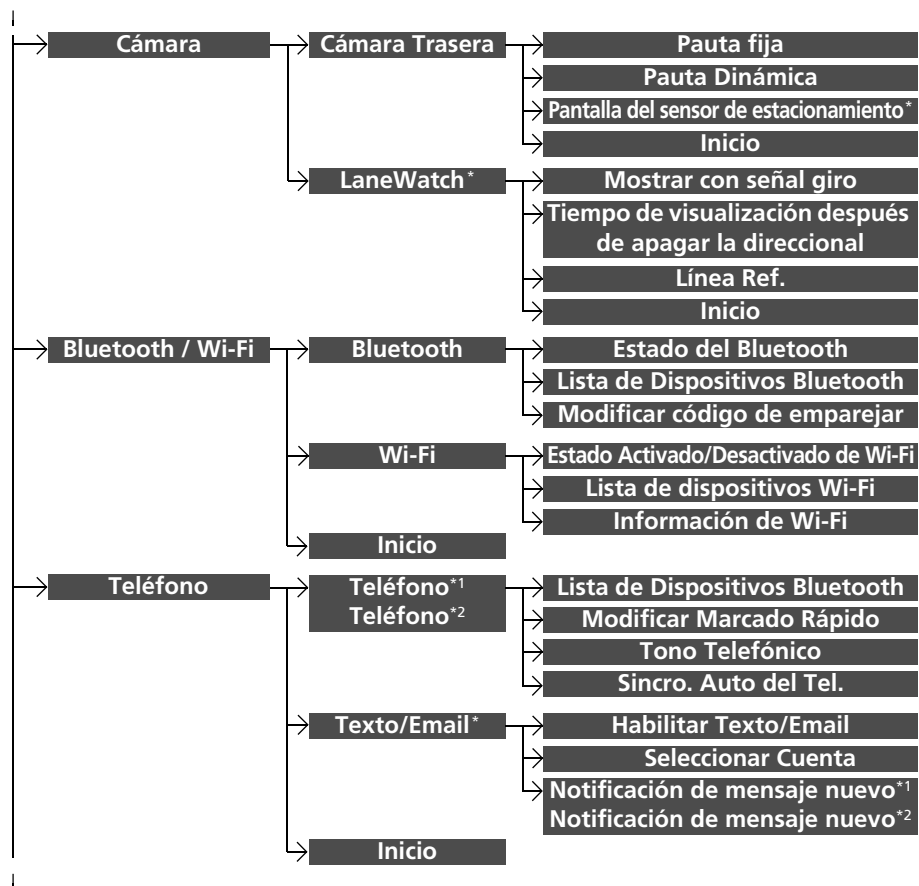 Cámara
Cámara Trasera
Pauta fija
Pauta Dinámica
Pantalla del sensor de estacionamiento*
Inicio
LaneWatch*
Mostrar con señal giro
Tiempo de visualización después
de apagar la direccional
Línea Ref.
Inicio
Bluetooth / Wi-Fi
Bluetooth
Estado del Bluetooth
Lista de Dispositivos Bluetooth
Modificar código de emparejar
Wi-Fi
Estado Activado/Desactivado de Wi-Fi
Lista de dispositivos Wi-Fi
Información de Wi-Fi
Inicio
Teléfono
Teléfono*1
Teléfono*2
Lista de Dispositivos Bluetooth
Modificar Marcado Rápido
Tono Telefónico
Sincro. Auto del Tel.
Texto/Email*
Habilitar Texto/Email
Seleccionar Cuenta
Notificación de mensaje nuevo*1
Notificación de mensaje nuevo*2
Inicio